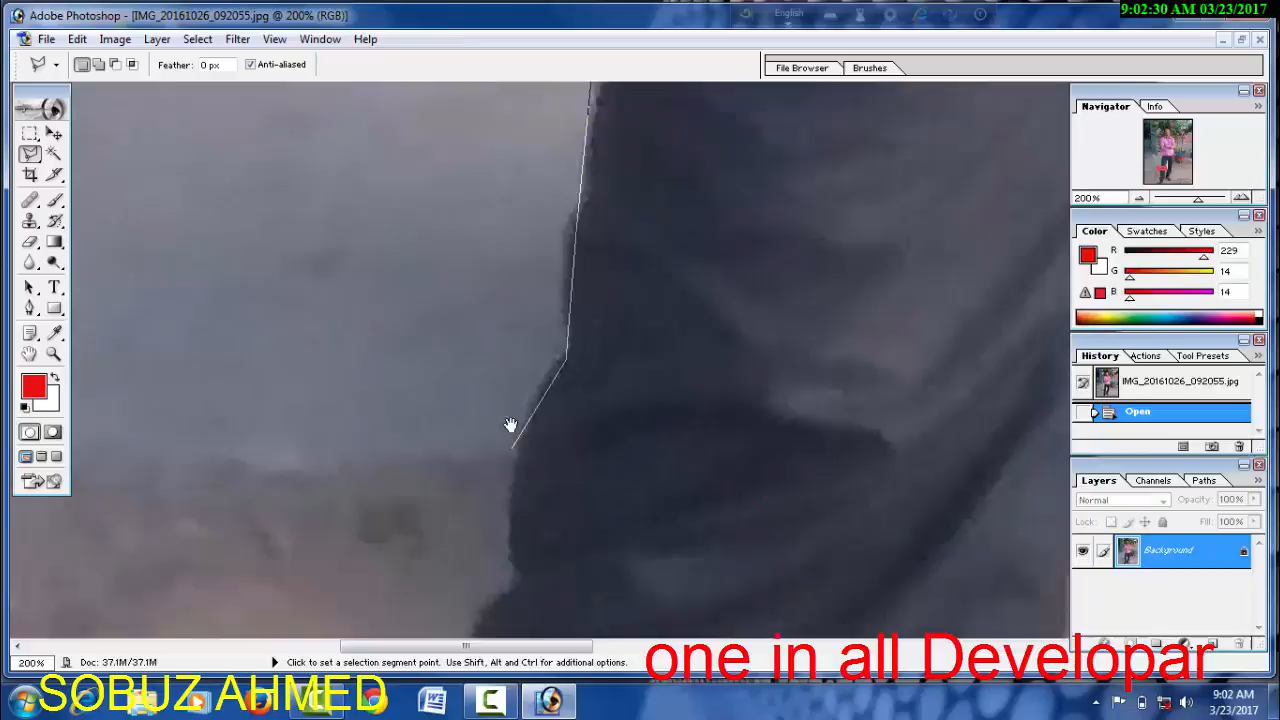 Adobe Photoshop - [IMG_20161026_092055.jpg @ 200% (RGB)]
English
9:02:30 AM 03/23/2017
File Edit Image Layer Select Filter View Window Help
Feather: 0 px Anti-aliased
File Browser Brushes
Navigator Info
200%
Color Swatches Styles
R 229
G 14
B 14
History Actions Tool Presets
IMG_20161026_092055.jpg
Open
Layers Channels Paths
Normal Opacity: 100%
Lock: Fill: 100%
Background
200% Doc: 37.1M/37.1M Click to set a selection segment point. Use Shift, Alt and Ctrl for additional options.
one in all Developar
SOBUZ AHMED
9:02 AM
3/23/2017